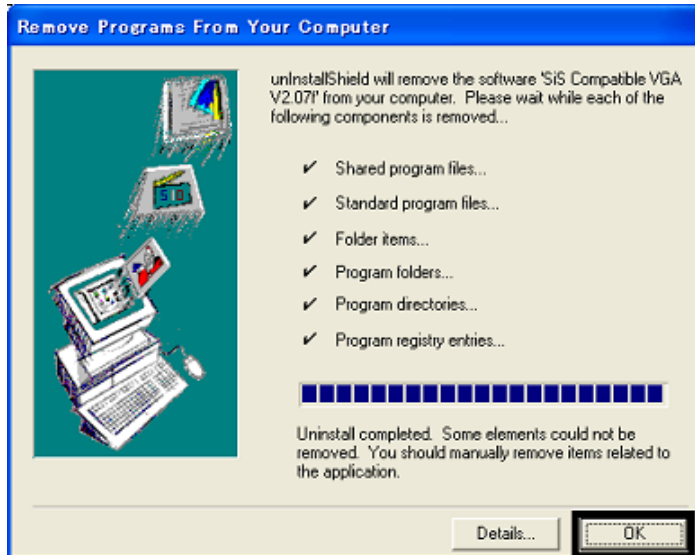 Remove Programs From Your Computer
unInstallShield will remove the software 'SiS Compatible VGA
V2.07f' from your computer. Please wait while each of the
following components is removed...
✔ Shared program files...
✔ Standard program files...
✔ Folder items...
✔ Program folders...
✔ Program directories...
✔ Program registry entries...
Uninstall completed. Some elements could not be
removed. You should manually remove items related to
the application.
Details...
OK